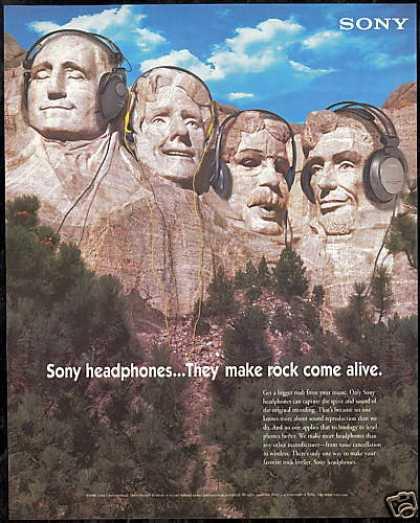 SONY
Sony headphones...They make rock come alive.
Get a bigger rush from your music. Only Sony
headphones can capture the spirit and sound of
the original recording. That's because no one
knows more about sound reproduction than we
do. And no one applies that technology to head
phones better. We make more headphones than
any other manufacturer—from noise cancellation
to wireless. There's only one way to make your
favorite rock livelier. Sony headphones.